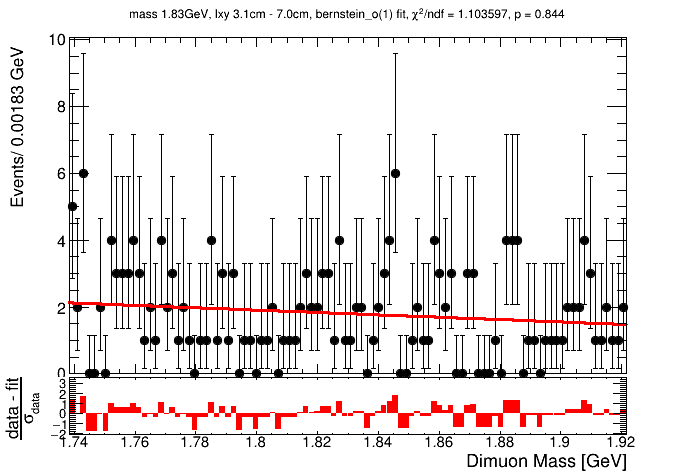 mass 1.83GeV, lxy 3.1cm - 7.0cm, bernstein_o(1) fit, χ²/ndf = 1.103597, p = 0.844
Events/ 0.00183 GeV
10
8
6
4
2
0
data - fit
σdata
3
2
1
0
−1
−2
1.74 1.76 1.78 1.8 1.82 1.84 1.86 1.88 1.9 1.92
Dimuon Mass [GeV]